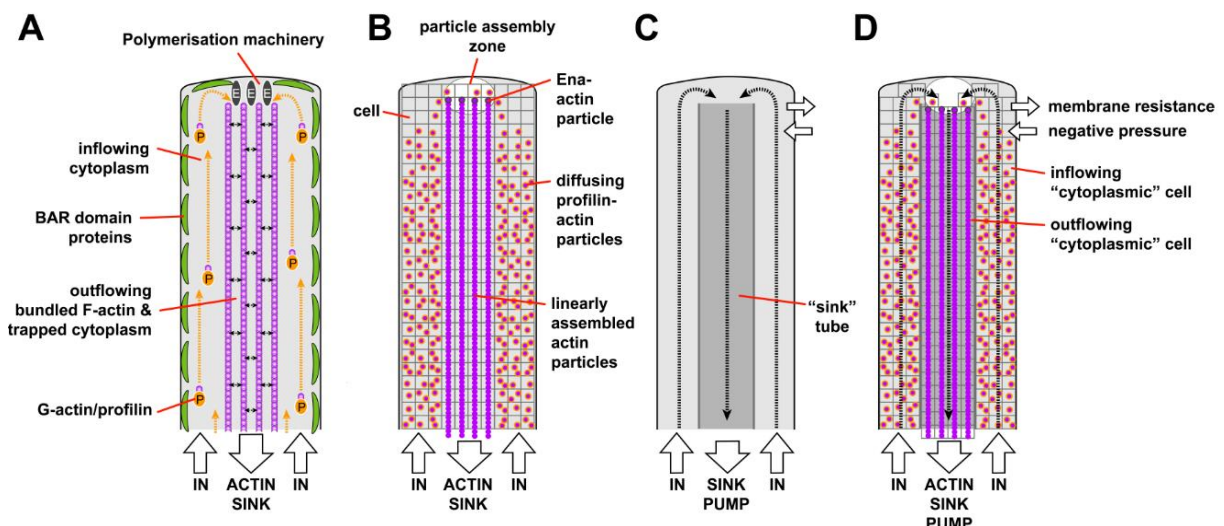 A
Polymerisation machinery
E E E
P
P
inflowing
cytoplasm
BAR domain
proteins
P
P
outflowing
bundled F-actin &
trapped cytoplasm
G-actin/profilin
P
P
IN ACTIN IN
SINK
B
particle assembly
zone
cell
Ena-
actin
particle
diffusing
profilin-
actin
particles
linearly
assembled
actin
particles
IN ACTIN IN
SINK
C
“sink”
tube
IN SINK IN
PUMP
D
membrane resistance
negative pressure
inflowing
“cytoplasmic” cell
outflowing
“cytoplasmic” cell
IN ACTIN IN
SINK
PUMP